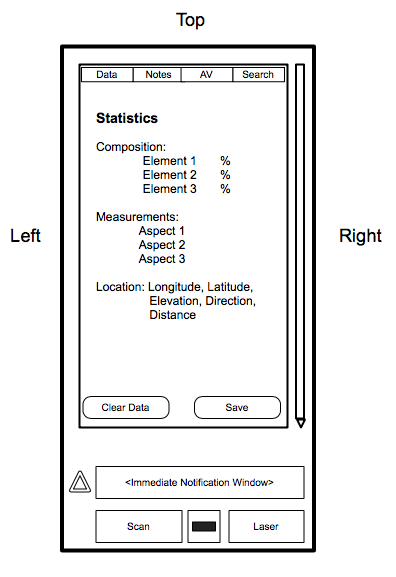 Top
Data Notes AV Search
Statistics
Composition:
Element 1 %
Element 2 %
Element 3 %
Measurements:
Aspect 1
Aspect 2
Aspect 3
Left
Right
Location: Longitude, Latitude,
Elevation, Direction,
Distance
Clear Data Save
<Immediate Notification Window>
Scan Laser